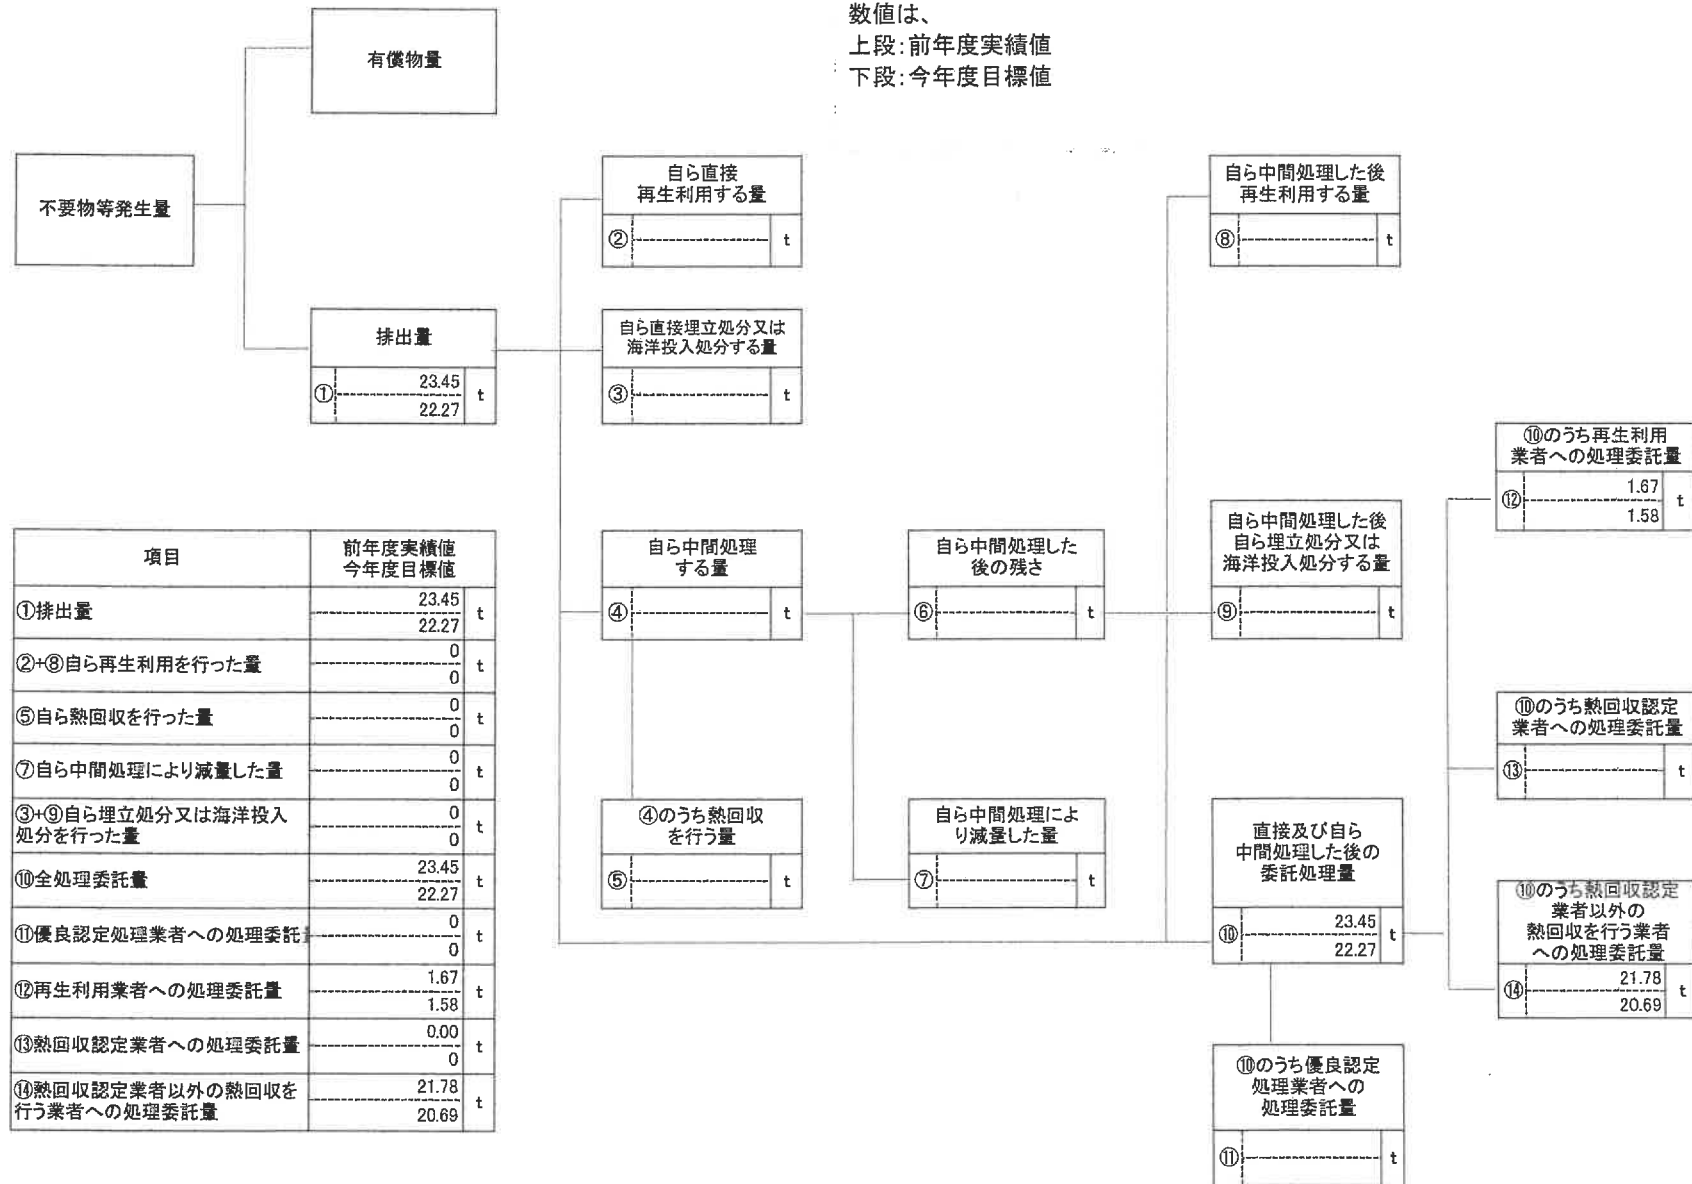 数値は、
上段:前年度実績値
下段:今年度目標値
有償物量
不要物等発生量
排出量
①
23.45
22.27
t
自ら直接
再生利用する量
②
t
自ら直接埋立処分又は
海洋投入処分する量
③
t
自ら中間処理
する量
④
t
④のうち熱回収
を行う量
⑤
t
自ら中間処理した
後の残さ
⑥
t
自ら中間処理によ
り減量した量
⑦
t
自ら中間処理した後
再生利用する量
⑧
t
自ら中間処理した後
自ら埋立処分又は
海洋投入処分する量
⑨
t
直接及び自ら
中間処理した後の
委託処理量
⑩
23.45
22.27
t
⑩のうち優良認定
処理業者への
処理委託量
⑪
t
⑩のうち再生利用
業者への処理委託量
⑫
1.67
1.58
t
⑩のうち熱回収認定
業者への処理委託量
⑬
t
⑩のうち熱回収認定
業者以外の
熱回収を行う業者
への処理委託量
⑭
21.78
20.69
t
項目
前年度実績値
今年度目標値
①排出量
23.45
22.27
t
②+⑧自ら再生利用を行った量
0
0
t
⑤自ら熱回収を行った量
0
0
t
⑦自ら中間処理により減量した量
0
0
t
③+⑨自ら埋立処分又は海洋投入
処分を行った量
0
0
t
⑩全処理委託量
23.45
22.27
t
⑪優良認定処理業者への処理委託
0
0
t
⑫再生利用業者への処理委託量
1.67
1.58
t
⑬熱回収認定業者への処理委託量
0.00
0
t
⑭熱回収認定業者以外の熱回収を
行う業者への処理委託量
21.78
20.69
t